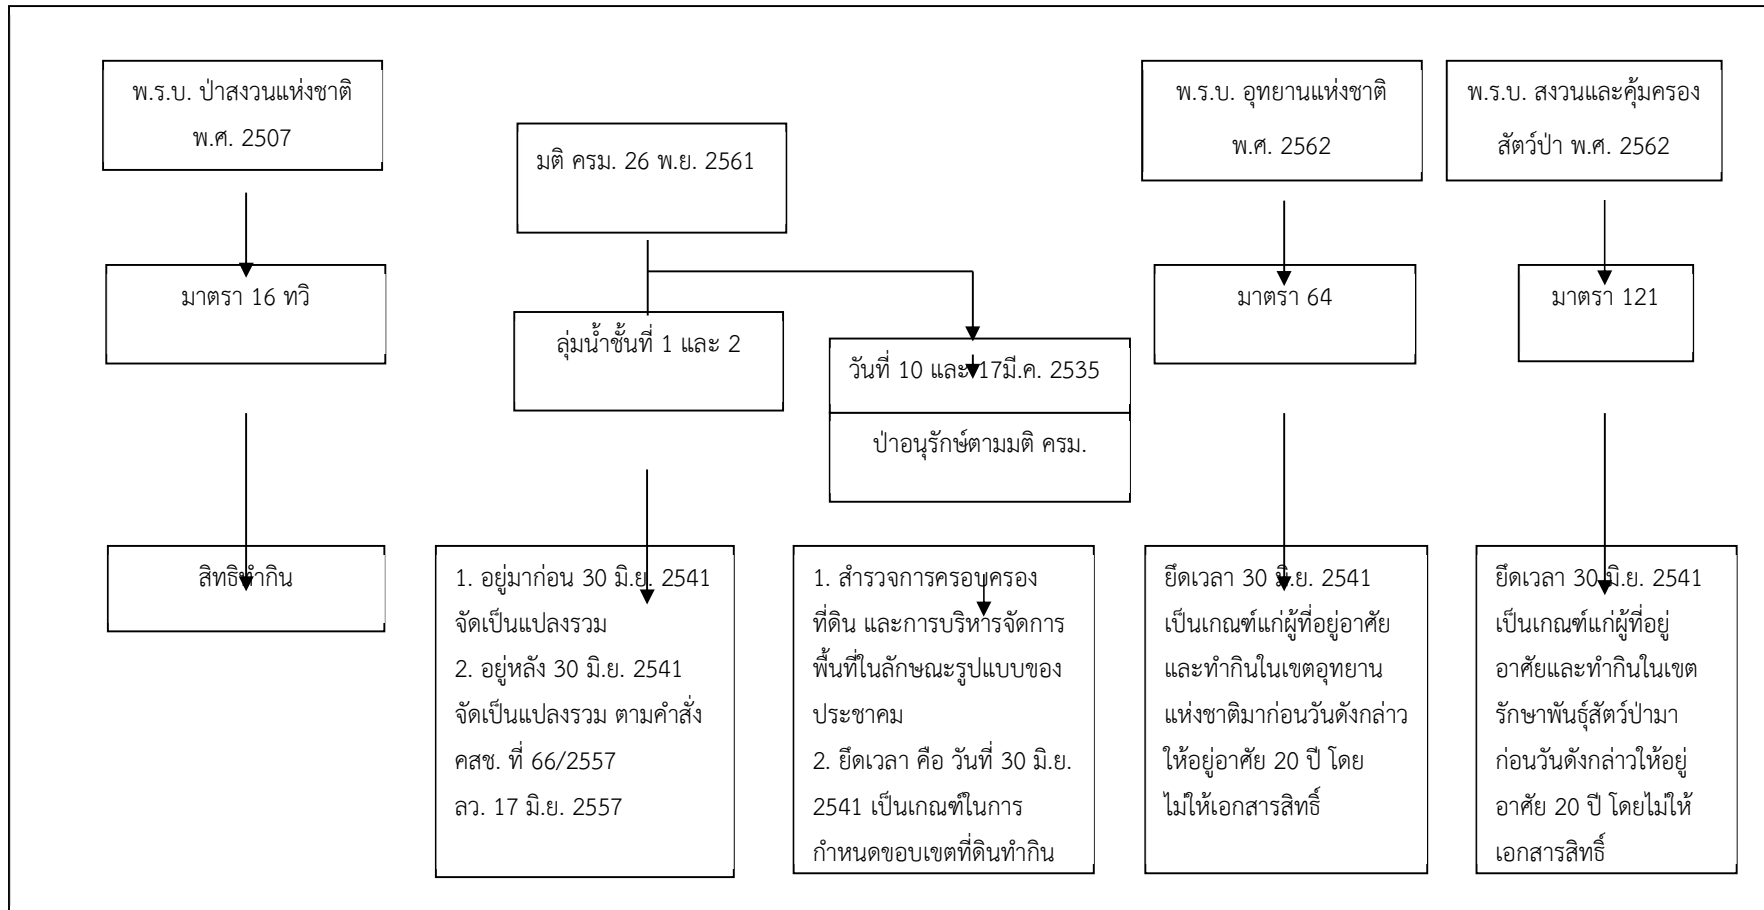 พ.ร.บ. ป่าสงวนแห่งชาติ
พ.ศ. 2507
มาตรา 16 ทวิ
สิทธิทำกิน
มติ ครม. 26 พ.ย. 2561
ลุ่มน้ำชั้นที่ 1 และ 2
1. อยู่มาก่อน 30 มิ.ย. 2541
จัดเป็นแปลงรวม
2. อยู่หลัง 30 มิ.ย. 2541
จัดเป็นแปลงรวม ตามคำสั่ง
คสช. ที่ 66/2557
ลว. 17 มิ.ย. 2557
วันที่ 10 และ 17มี.ค. 2535
ป่าอนุรักษ์ตามมติ ครม.
1. สำรวจการครอบครอง
ที่ดิน และการบริหารจัดการ
พื้นที่ในลักษณะรูปแบบของ
ประชาคม
2. ยึดเวลา คือ วันที่ 30 มิ.ย.
2541 เป็นเกณฑ์ในการ
กำหนดขอบเขตที่ดินทำกิน
พ.ร.บ. อุทยานแห่งชาติ
พ.ศ. 2562
มาตรา 64
ยึดเวลา 30 มิ.ย. 2541
เป็นเกณฑ์แก่ผู้ที่อยู่อาศัย
และทำกินในเขตอุทยาน
แห่งชาติมาก่อนวันดังกล่าว
ให้อยู่อาศัย 20 ปี โดย
ไม่ให้เอกสารสิทธิ์
พ.ร.บ. สงวนและคุ้มครอง
สัตว์ป่า พ.ศ. 2562
มาตรา 121
ยึดเวลา 30 มิ.ย. 2541
เป็นเกณฑ์แก่ผู้ที่อยู่
อาศัยและทำกินในเขต
รักษาพันธุ์สัตว์ป่ามา
ก่อนวันดังกล่าวให้อยู่
อาศัย 20 ปี โดยไม่ให้
เอกสารสิทธิ์